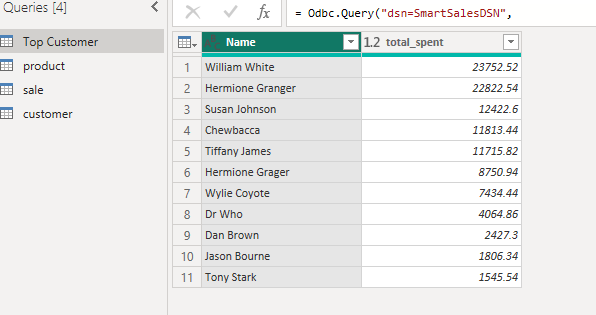 Queries [4]
= Odbc.Query("dsn=SmartSalesDSN",
Top Customer
product
sale
customer
Name 1.2 total_spent
1 William White 23752.52
2 Hermione Granger 22822.54
3 Susan Johnson 12422.6
4 Chewbacca 11813.44
5 Tiffany James 11715.82
6 Hermione Grager 8750.94
7 Wylie Coyote 7434.44
8 Dr Who 4064.86
9 Dan Brown 2427.3
10 Jason Bourne 1806.34
11 Tony Stark 1545.54